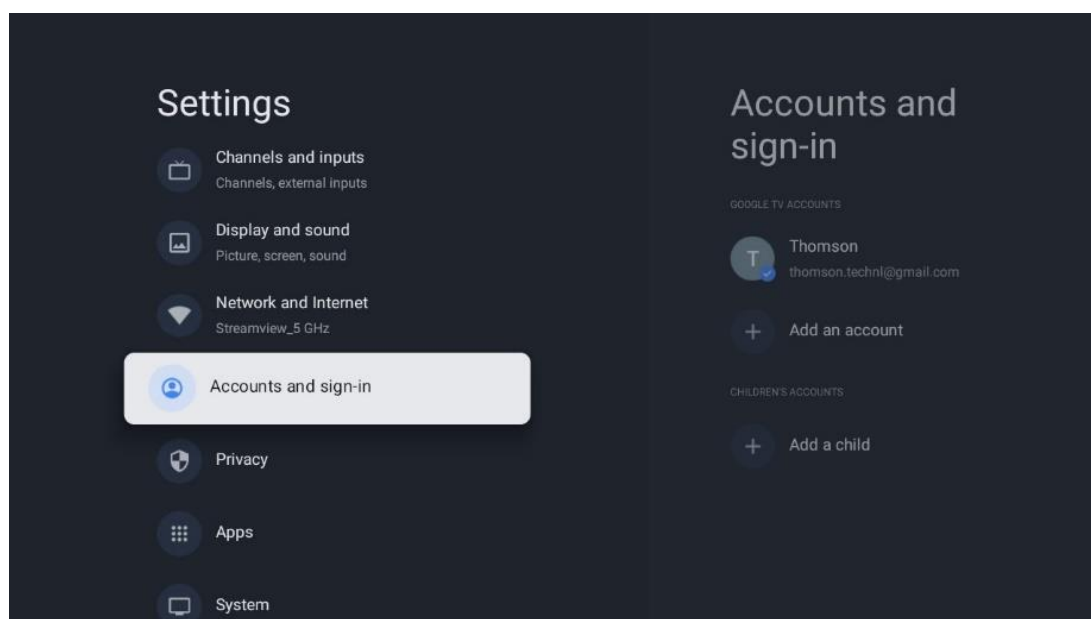 Settings
Channels and inputs
Channels, external inputs
Display and sound
Picture, screen, sound
Network and Internet
Streamview_5 GHz
Accounts and sign-in
Privacy
Apps
System
Accounts and
sign-in
GOOGLE TV ACCOUNTS
T
Thomson
thomson.technl@gmail.com
Add an account
CHILDREN'S ACCOUNTS
Add a child